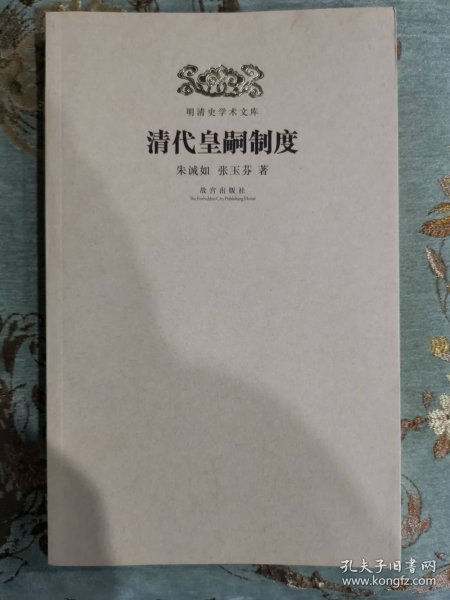 明清史学术文库
清代皇嗣制度
朱诚如 张玉芬 著
故宫出版社
The Forbidden City Publishing House
孔夫子旧书网
www.kongfz.com